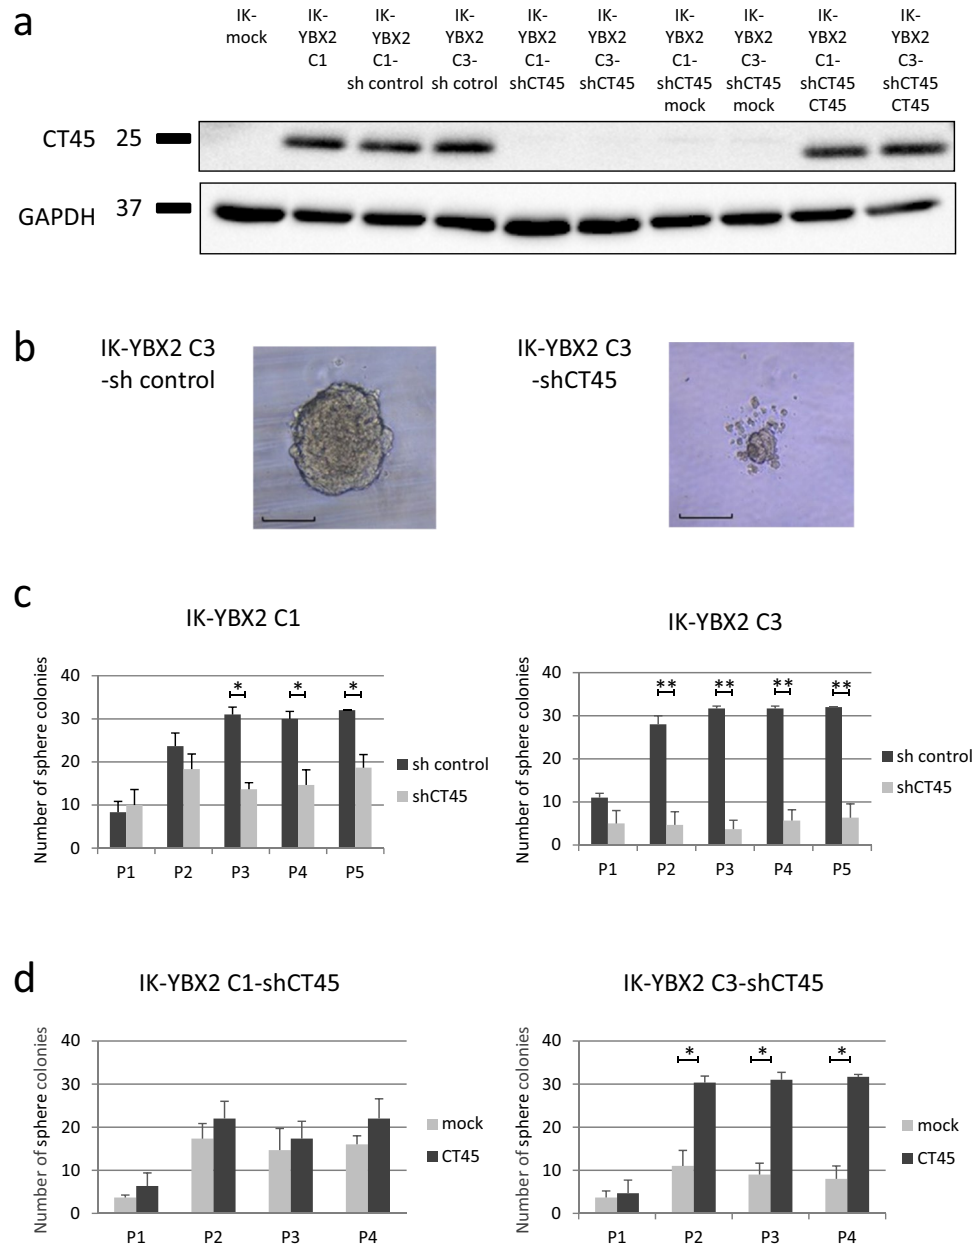 a
IK-
mock
IK-
YBX2
C1
IK-
YBX2
C1-
sh control
IK-
YBX2
C3-
sh cotrol
IK-
YBX2
C1-
shCT45
IK-
YBX2
C3-
shCT45
IK-
YBX2
C1-
shCT45
mock
IK-
YBX2
C3-
shCT45
mock
IK-
YBX2
C1-
shCT45
CT45
IK-
YBX2
C3-
shCT45
CT45
CT45 25
GAPDH 37
b
IK-YBX2 C3
-sh control
IK-YBX2 C3
-shCT45
c
IK-YBX2 C1
Number of sphere colonies
40
30
20
10
0
* * *
P1 P2 P3 P4 P5
sh control
shCT45
IK-YBX2 C3
Number of sphere colonies
40
30
20
10
0
** ** ** **
P1 P2 P3 P4 P5
sh control
shCT45
d
IK-YBX2 C1-shCT45
Number of sphere colonies
40
30
20
10
0
P1 P2 P3 P4
mock
CT45
IK-YBX2 C3-shCT45
Number of sphere colonies
40
30
20
10
0
* * *
P1 P2 P3 P4
mock
CT45